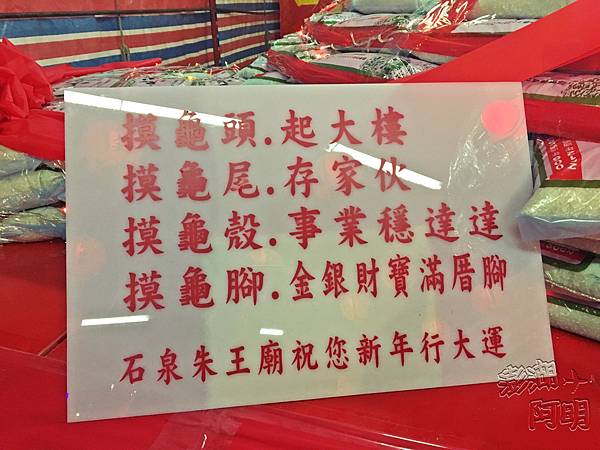 摸龜頭.起大樓
摸龜尾.存家伙
摸龜殼.事業穩達達
摸龜腳.金銀財寶滿厝腳
石泉朱王廟祝您新年行大運
澎湖
阿明